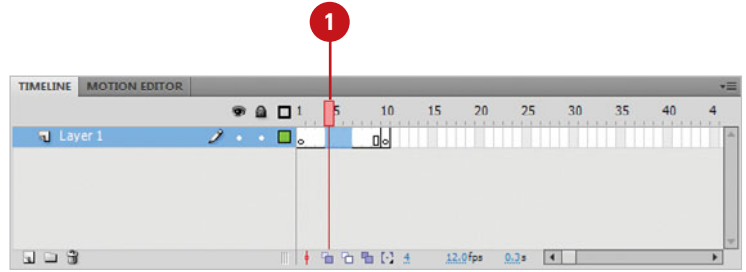 1
TIMELINE MOTION EDITOR
1 5 10 15 20 25 30 35 40 4
Layer 1
4 12.0fps 0.3s